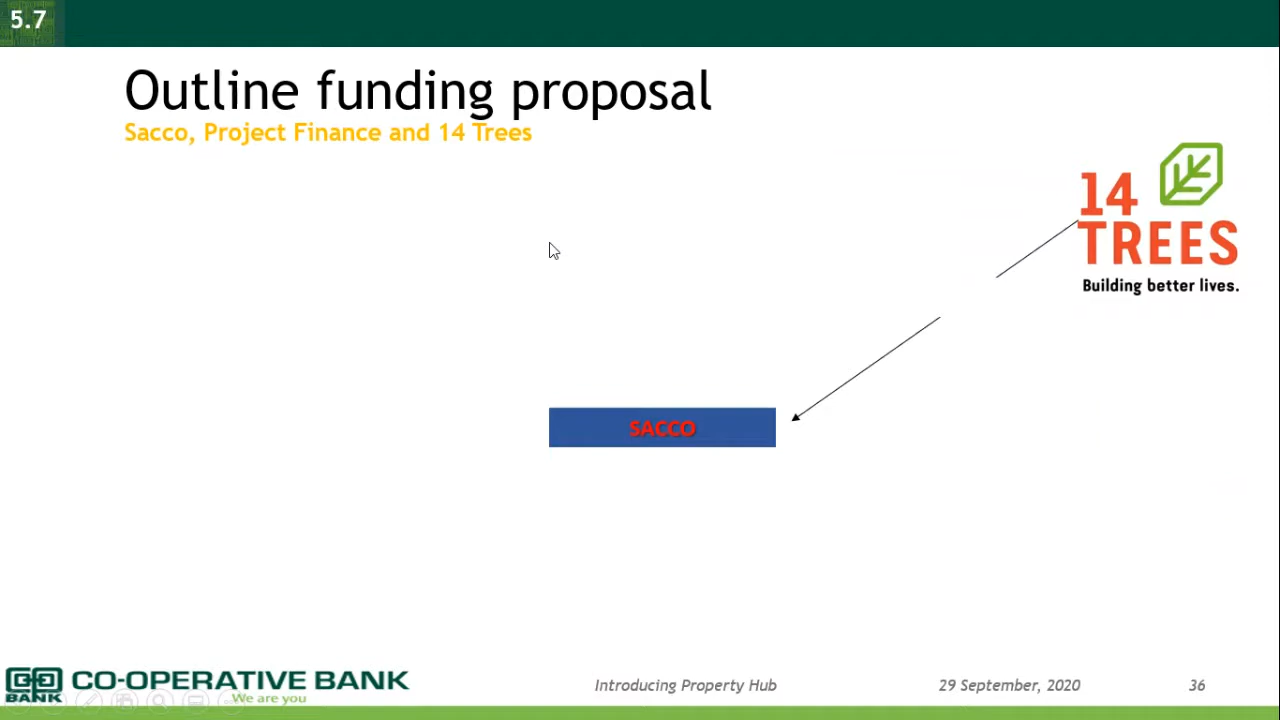 5.7
Outline funding proposal
Sacco, Project Finance and 14 Trees
14
TREES
Building better lives.
SACCO
CO-OPERATIVE BANK
BANK
We are you
Introducing Property Hub
29 September, 2020
36